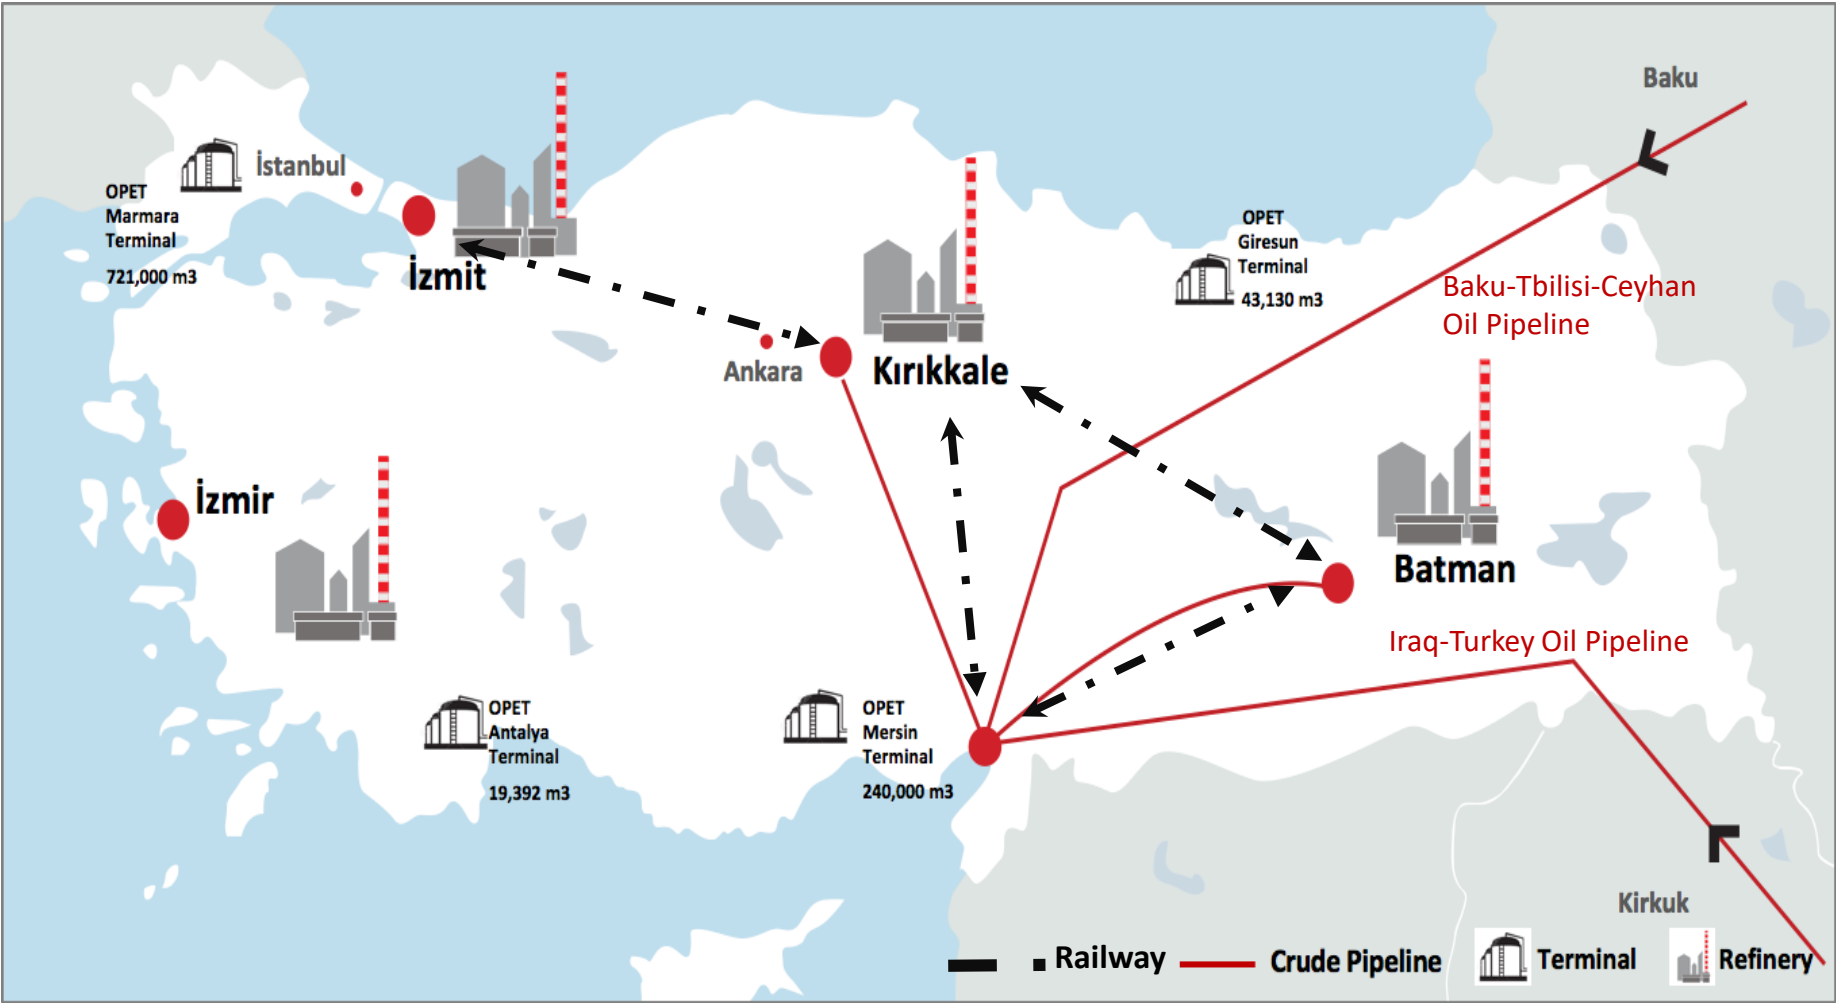 Baku
İstanbul
OPET
Marmara
Terminal
721,000 m3
İzmit
OPET
Giresun
Terminal
43,130 m3
Baku-Tbilisi-Ceyhan
Oil Pipeline
Ankara
Kırıkkale
İzmir
Batman
Iraq-Turkey Oil Pipeline
OPET
Antalya
Terminal
19,392 m3
OPET
Mersin
Terminal
240,000 m3
Kirkuk
Railway
Crude Pipeline
Terminal
Refinery